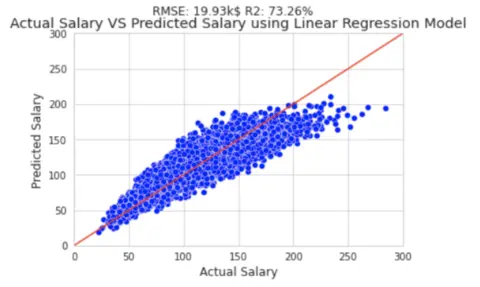 RMSE: 19.93k$ R2: 73.26%
Actual Salary VS Predicted Salary using Linear Regression Model
300
250
200
150
100
50
0
Predicted Salary
0 50 100 150 200 250 300
Actual Salary